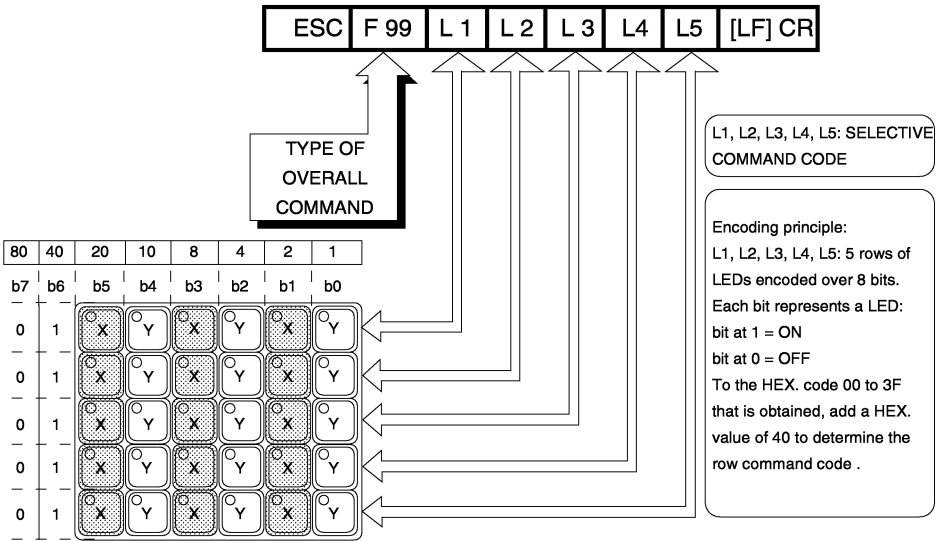 ESC F 99 L 1 L 2 L 3 L4 L5 [LF] CR
TYPE OF
OVERALL
COMMAND
L1, L2, L3, L4, L5: SELECTIVE
COMMAND CODE
Encoding principle:
L1, L2, L3, L4, L5: 5 rows of
LEDs encoded over 8 bits.
Each bit represents a LED:
bit at 1 = ON
bit at 0 = OFF
To the HEX. code 00 to 3F
that is obtained, add a HEX.
value of 40 to determine the
row command code .
80 40 20 10 8 4 2 1
b7 b6 b5 b4 b3 b2 b1 b0
0 1 X Y X Y X Y
0 1 X Y X Y X Y
0 1 X Y X Y X Y
0 1 X Y X Y X Y
0 1 X Y X Y X Y